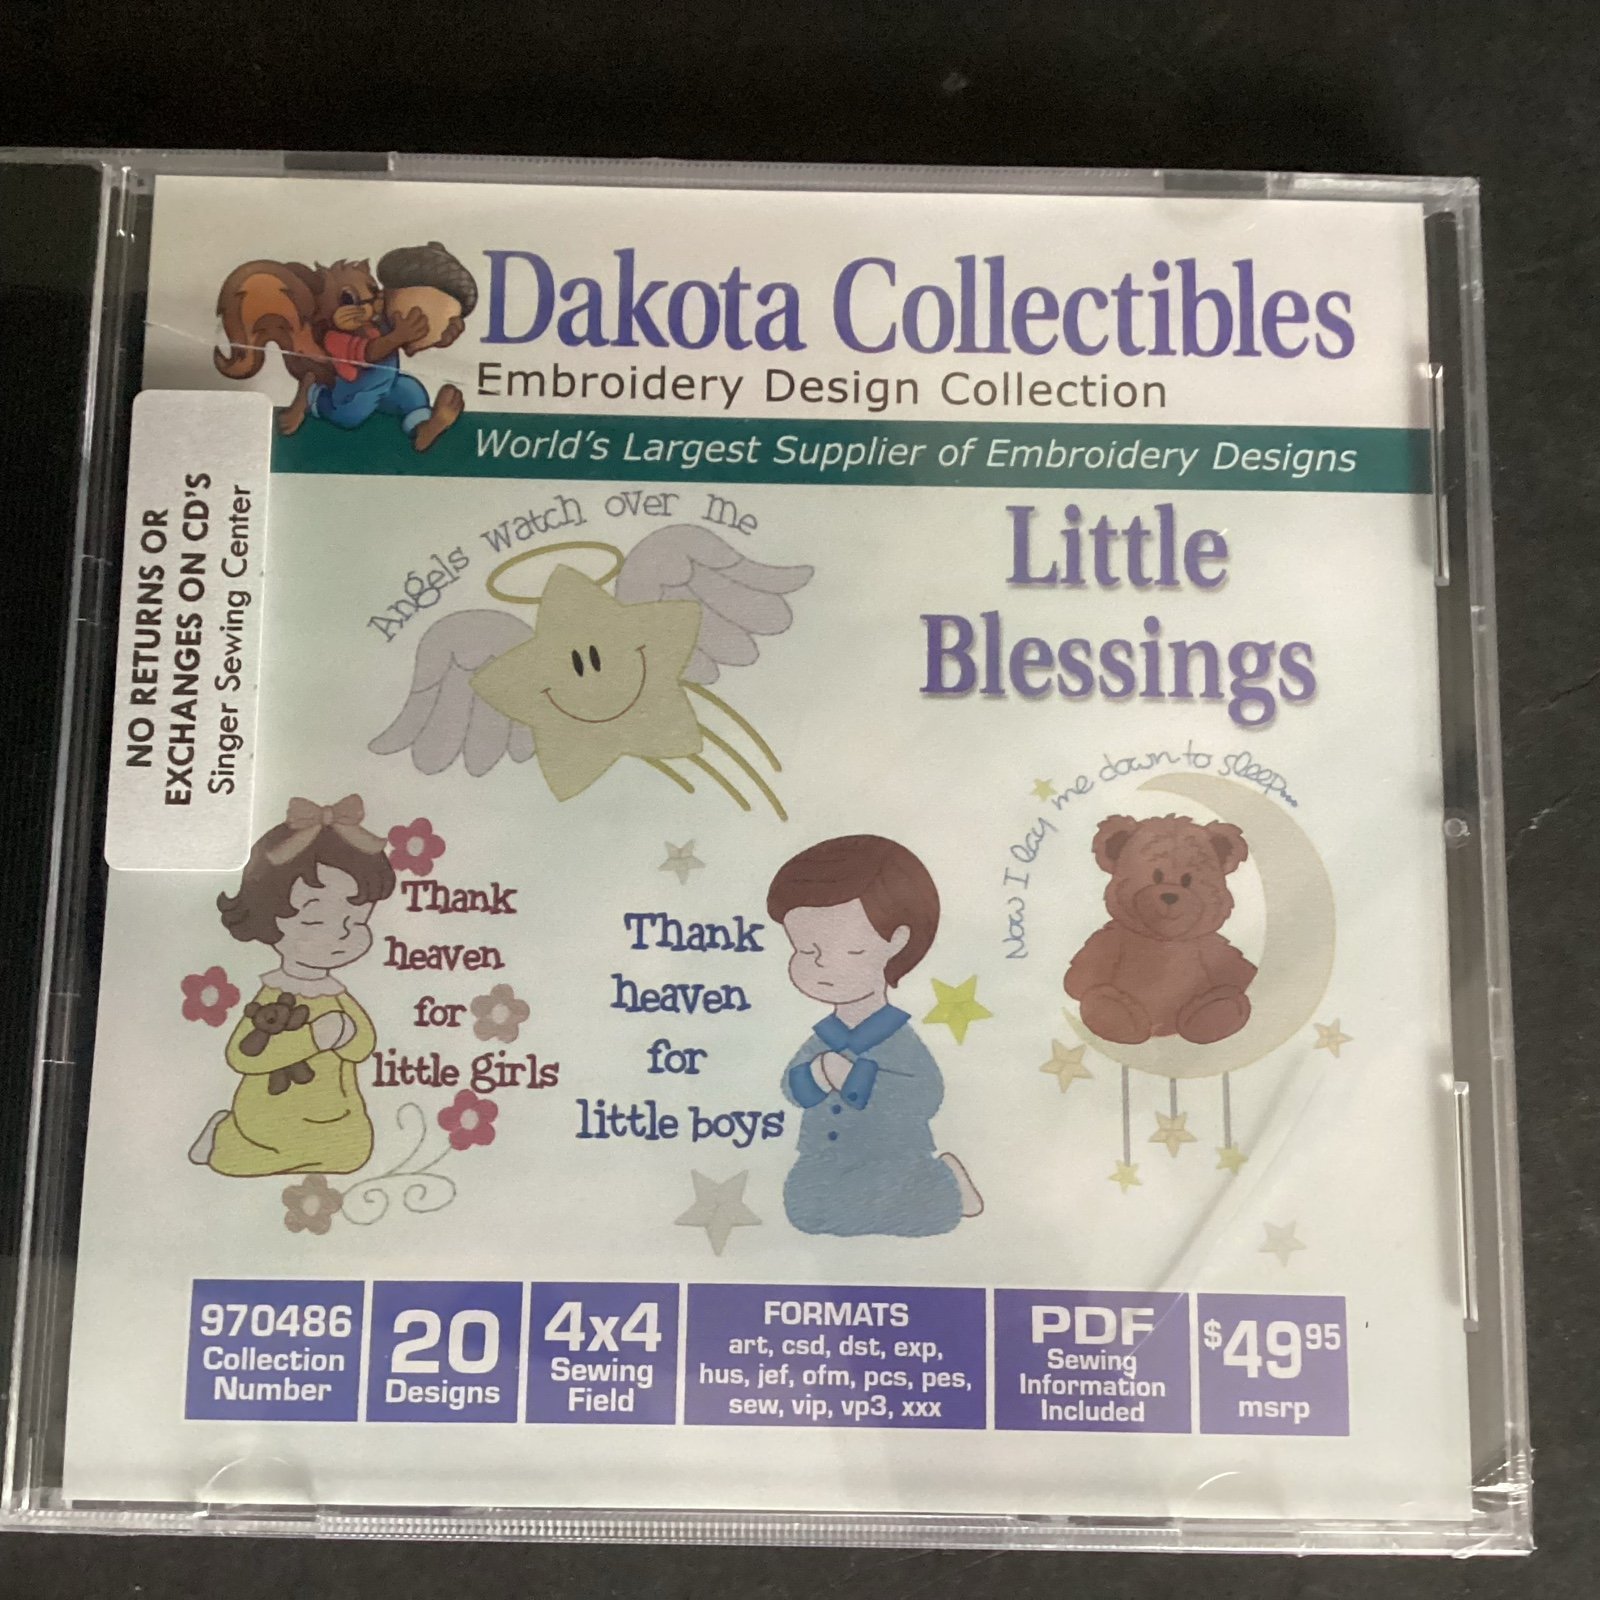 Dakota Collectibles
Embroidery Design Collection
World's Largest Supplier of Embroidery Designs
NO RETURNS OR
EXCHANGES ON CD'S
Singer Sewing Center
Angels watch over me
Little
Blessings
Now I lay me down to sleep...
Thank
heaven
for
little girls
Thank
heaven
for
little boys
970486
Collection
Number
20
Designs
4x4
Sewing
Field
FORMATS
art, csd, dst, exp,
hus, jef, ofm, pcs, pes,
sew, vip, vp3, xxx
PDF
Sewing
Information
Included
$49.95
msrp